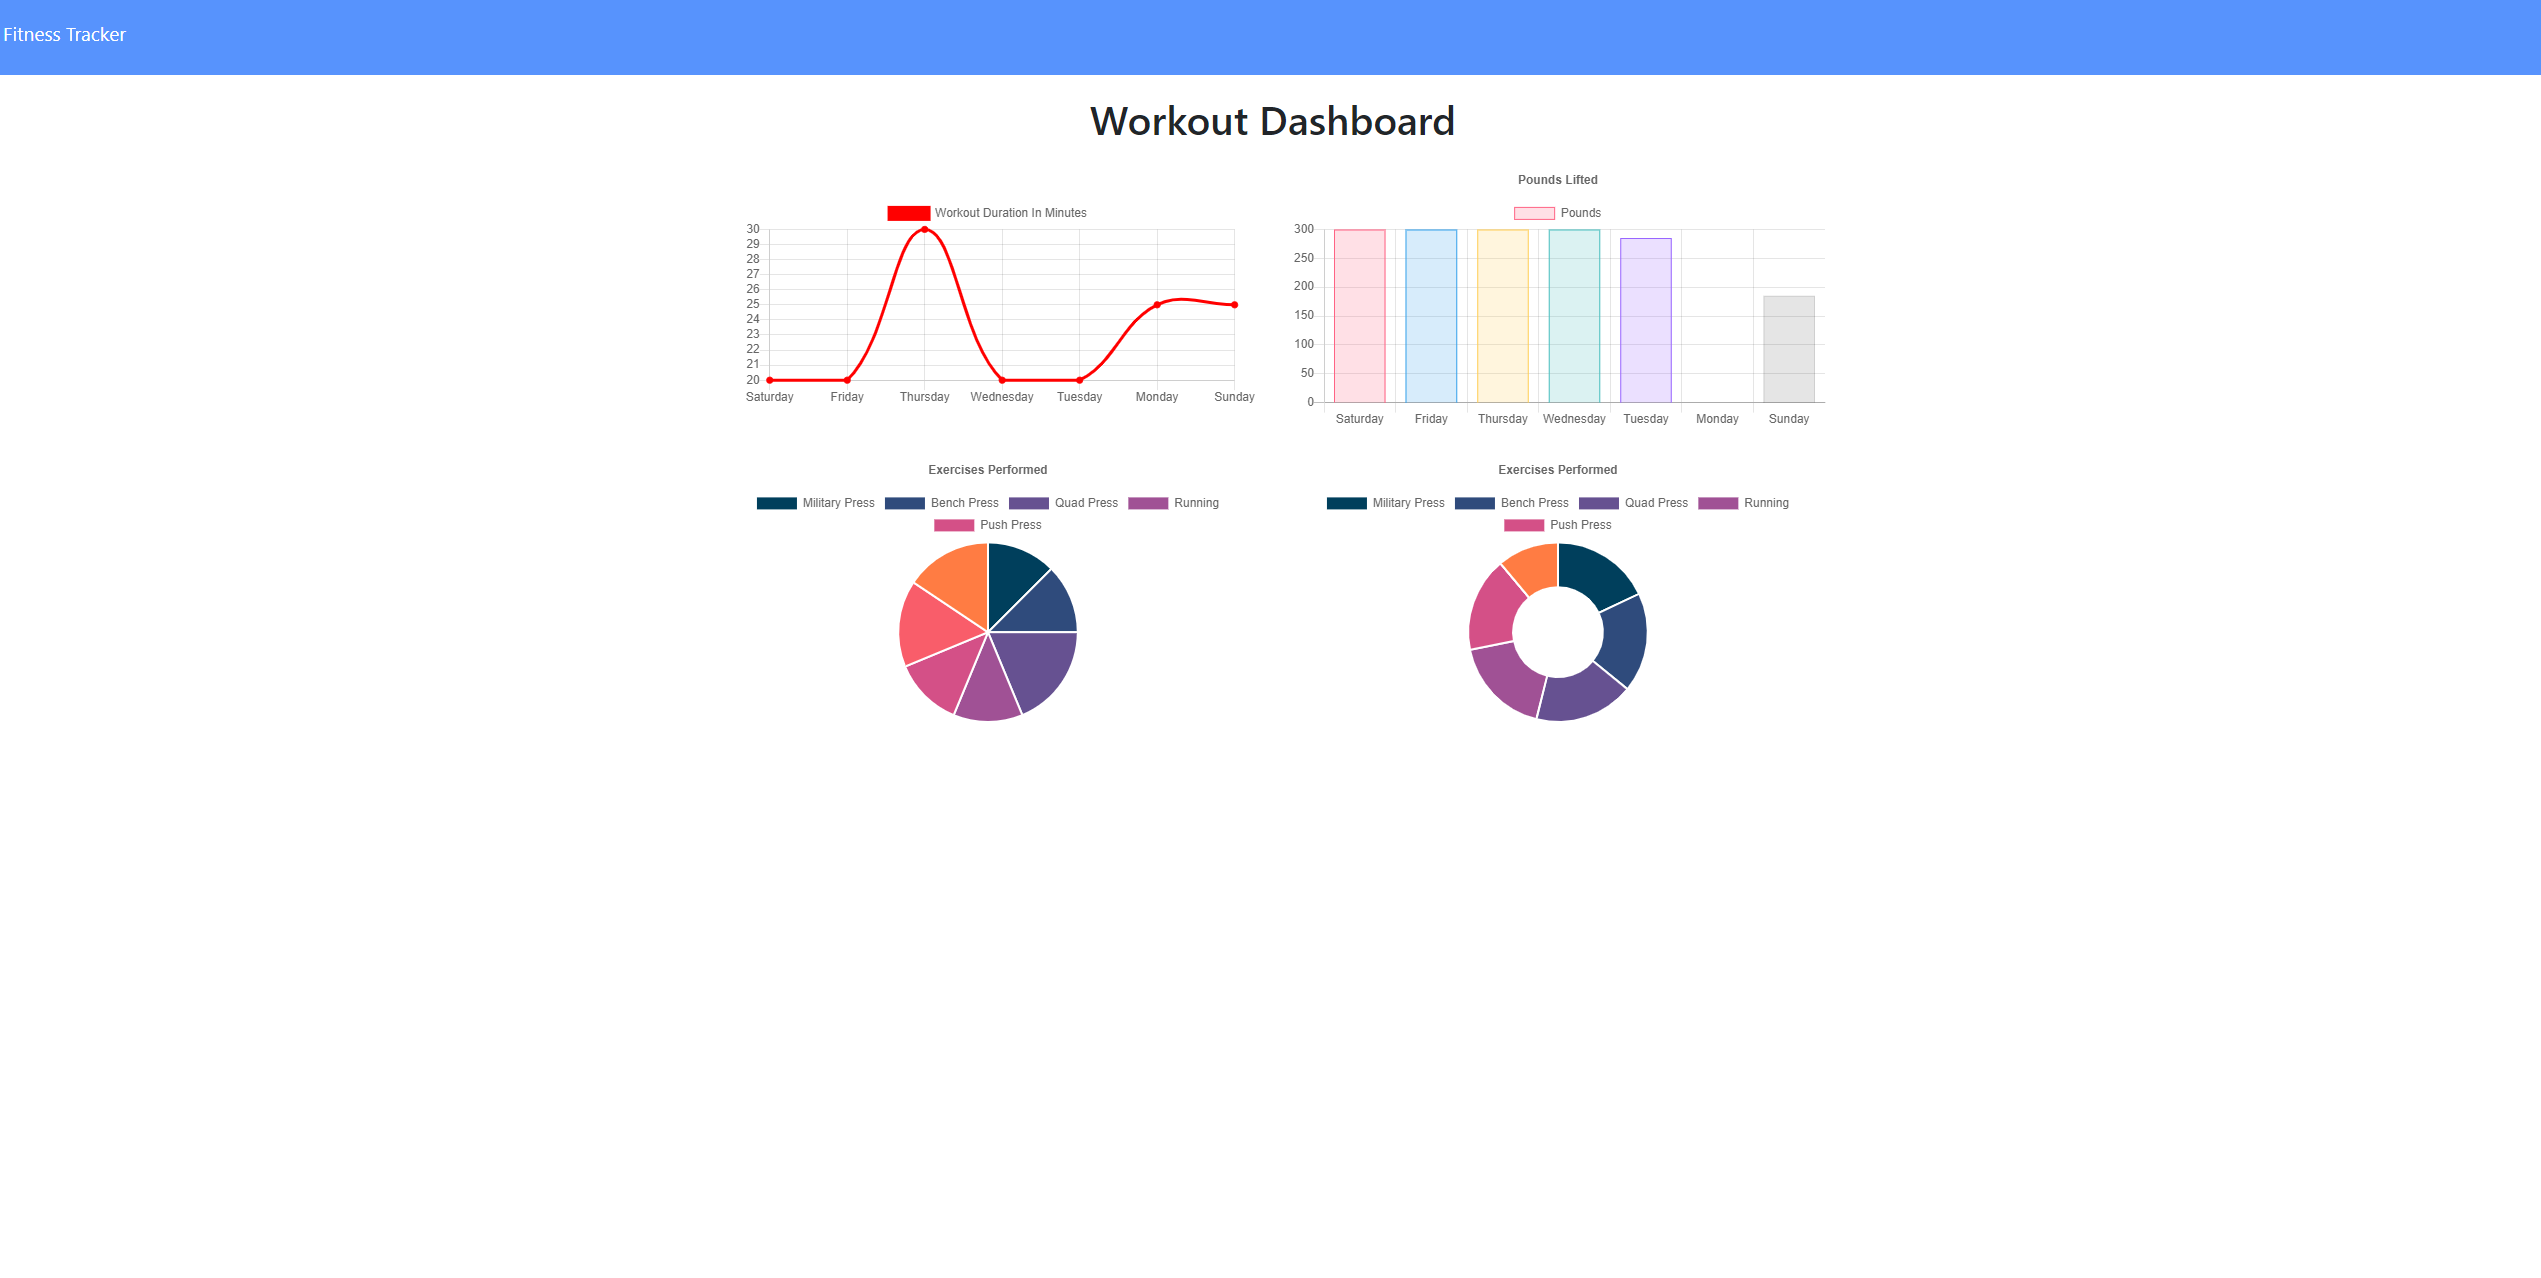 Fitness Tracker
Workout Dashboard
Workout Duration In Minutes
30
29
28
27
26
25
24
23
22
21
20
Saturday Friday Thursday Wednesday Tuesday Monday Sunday
Pounds Lifted
Pounds
300
250
200
150
100
50
0
Saturday Friday Thursday Wednesday Tuesday Monday Sunday
Exercises Performed
Military Press Bench Press Quad Press Running
Push Press
Exercises Performed
Military Press Bench Press Quad Press Running
Push Press